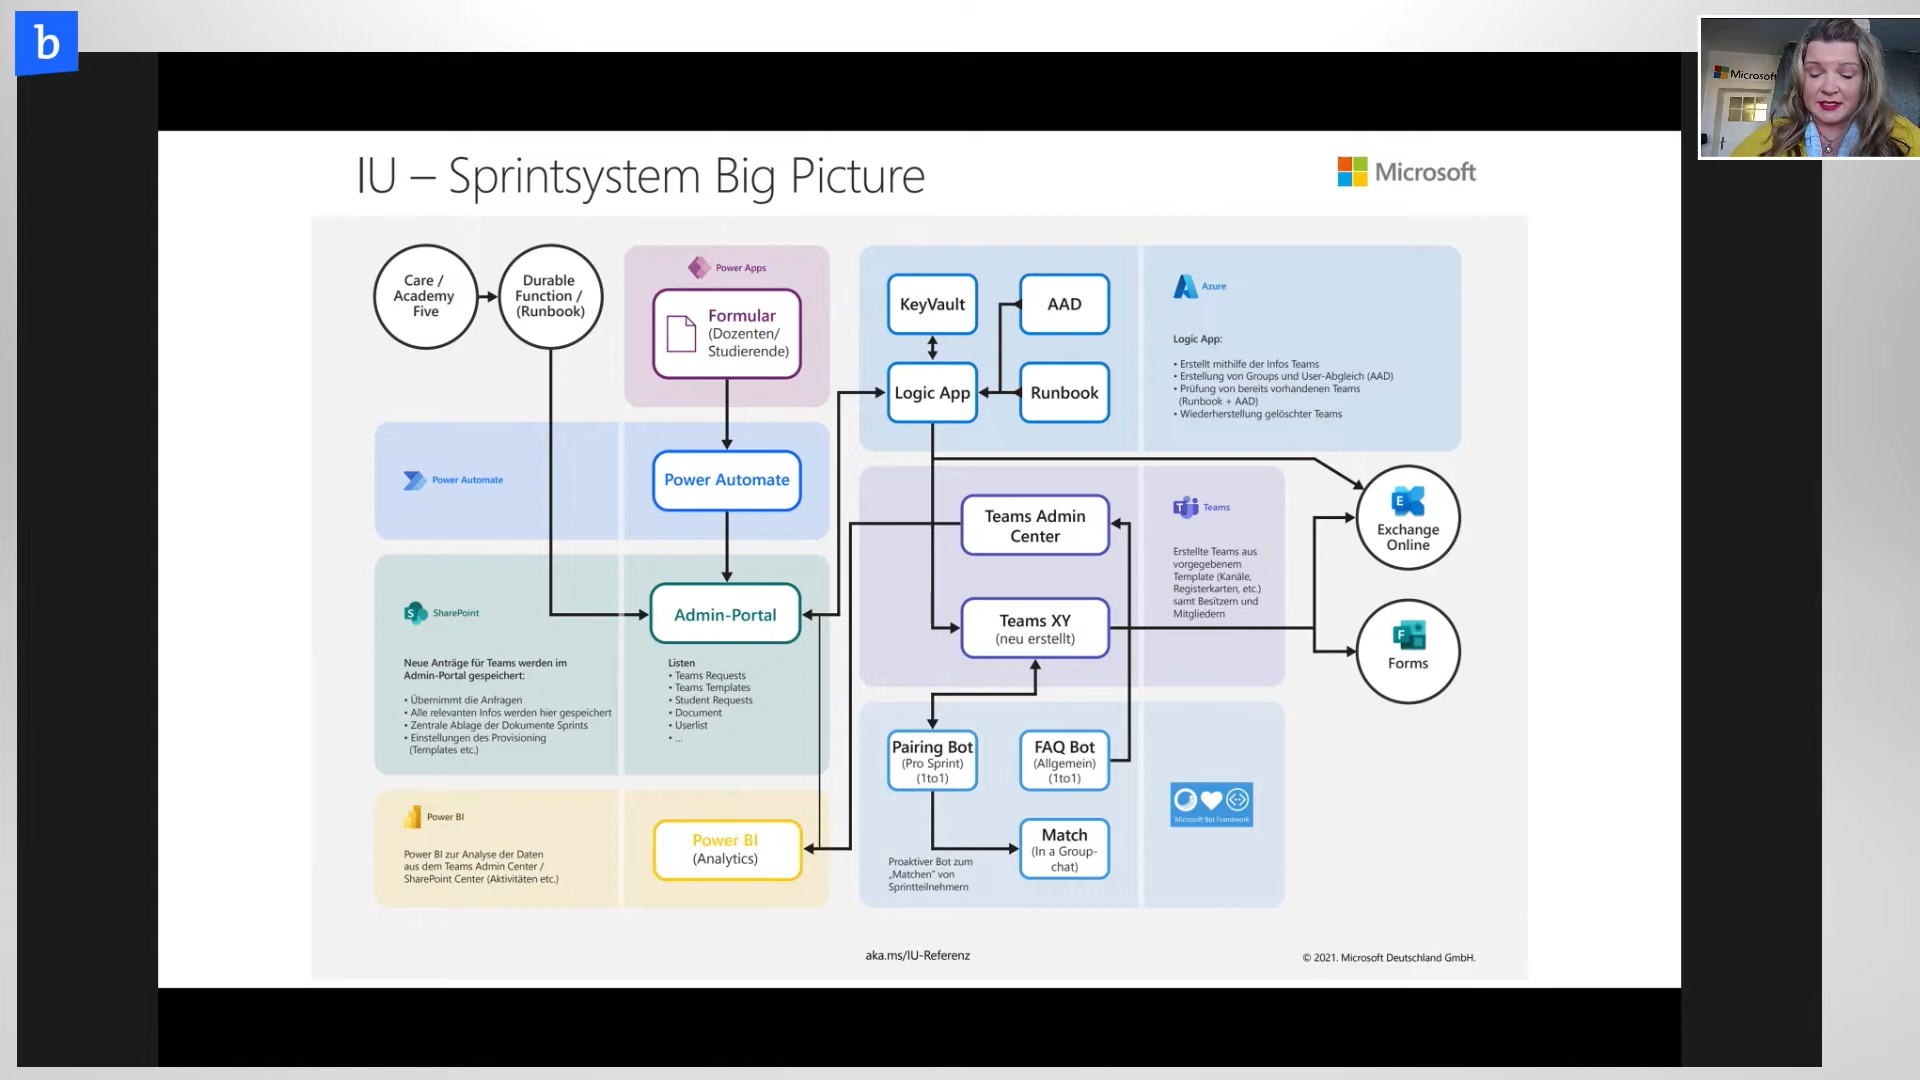 b
Microsoft
IU – Sprintsystem Big Picture
Microsoft
Care /
Academy
Five
Durable
Function /
(Runbook)
Power Apps
Formular
(Dozenten/
Studierende)
Power Automate
Power Automate
SharePoint
Admin-Portal
Neue Anträge für Teams werden im
Admin-Portal gespeichert:
• Übernimmt die Anfragen
• Alle relevanten Infos werden hier gespeichert
• Zentrale Ablage der Dokumente Sprints
• Einstellungen des Provisioning
(Templates etc.)
Listen
• Teams Requests
• Teams Templates
• Student Requests
• Document
• Userlist
• ...
Power BI
Power BI zur Analyse der Daten
aus dem Teams Admin Center /
SharePoint Center (Aktivitäten etc.)
Power BI
(Analytics)
KeyVault
AAD
Logic App
Runbook
Azure
Logic App:
• Erstellt mithilfe der Infos Teams
• Erstellung von Groups und User-Abgleich (AAD)
• Prüfung von bereits vorhandenen Teams
(Runbook + AAD)
• Wiederherstellung gelöschter Teams
Teams Admin
Center
Teams XY
(neu erstellt)
Teams
Erstellte Teams aus
vorgegebenem
Template (Kanäle,
Registerkarten, etc.)
samt Besitzern und
Mitgliedern
Exchange
Online
Forms
Pairing Bot
(Pro Sprint)
(1to1)
FAQ Bot
(Allgemein)
(1to1)
Match
(In a Group-
chat)
Proaktiver Bot zum
„Matchen“ von
Sprintteilnehmern
Microsoft Bot Framework
aka.ms/IU-Referenz
© 2021. Microsoft Deutschland GmbH.